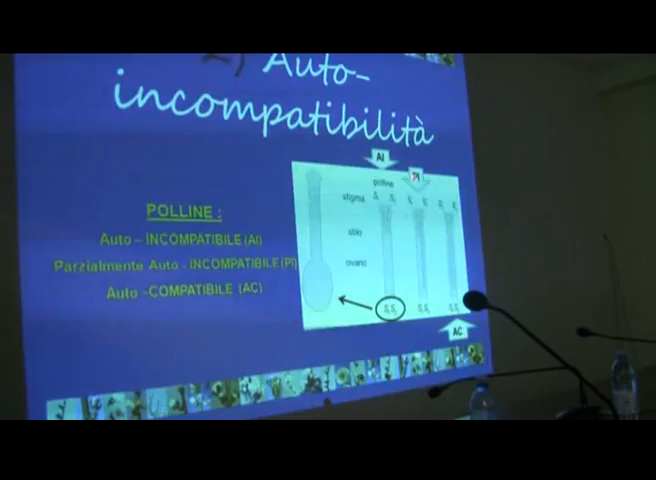 2) Auto-
incompatibilità
POLLINE :
Auto – INCOMPATIBILE (AI)
Parzialmente Auto - INCOMPATIBILE (PI)
Auto –COMPATIBILE (AC)
AI
PI
polline
stigma
stilo
ovario
AC